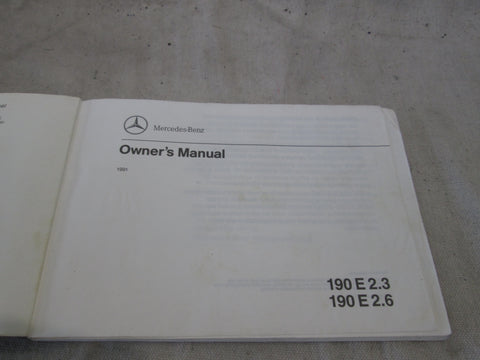 Mercedes-Benz
Owner's Manual
1991
190 E 2.3
190 E 2.6